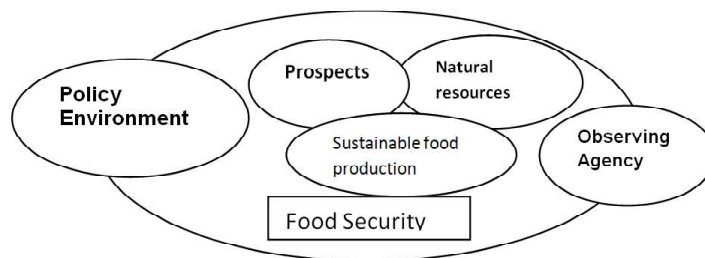 Policy
Environment
Prospects
Natural
resources
Sustainable food
production
Observing
Agency
Food Security